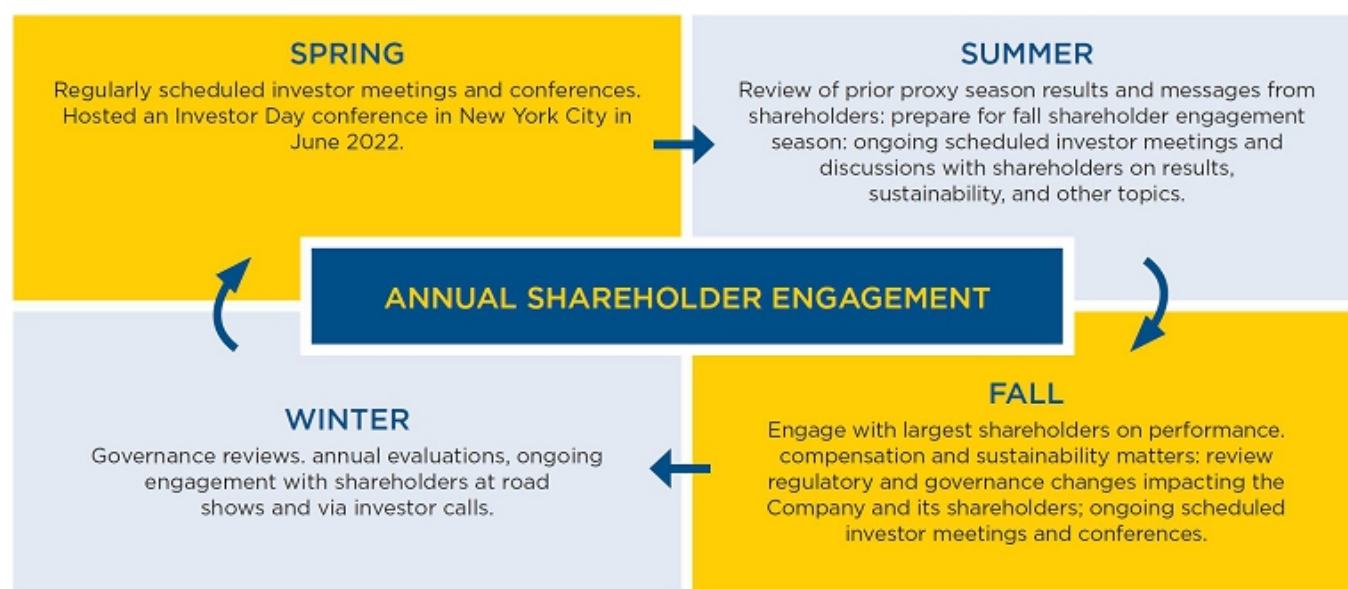 SPRING
Regularly scheduled investor meetings and conferences.
Hosted an Investor Day conference in New York City in
June 2022.
SUMMER
Review of prior proxy season results and messages from
shareholders: prepare for fall shareholder engagement
season: ongoing scheduled investor meetings and
discussions with shareholders on results,
sustainability, and other topics.
ANNUAL SHAREHOLDER ENGAGEMENT
WINTER
Governance reviews. annual evaluations, ongoing
engagement with shareholders at road
shows and via investor calls.
FALL
Engage with largest shareholders on performance.
compensation and sustainability matters: review
regulatory and governance changes impacting the
Company and its shareholders; ongoing scheduled
investor meetings and conferences.